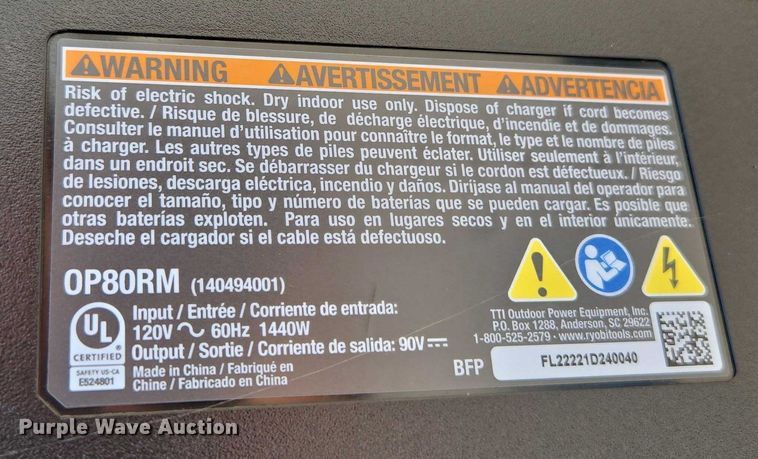 WARNING AVERTISSEMENT ADVERTENCIA
Risk of electric shock. Dry indoor use only. Dispose of charger if cord becomes
defective. / Risque de blessure, de décharge électrique, d'incendie et de dommages.
Consulter le manuel d'utilisation pour connaître le format, le type et le nombre de piles
à charger. Les autres types de piles peuvent éclater. Utiliser seulement à l'intérieur,
dans un endroit sec. Se débarrasser du chargeur si le cordon est défectueux. / Riesgo
de lesiones, descarga eléctrica, incendio y daños. Dirijase al manual del operador para
conocer el tamaño, tipo y número de baterías que se pueden cargar. Es posible que
otras baterías exploten. Para uso en lugares secos y en el interior únicamente.
Deseche el cargador si el cable está defectuoso.
OP80RM (140494001)
UL
CERTIFIED
SAFETY US-CA
E524801
Input / Entrée / Corriente de entrada:
120V ~ 60Hz 1440W
Output / Sortie / Corriente de salida: 90V ⎓
Made in China / Fabriqué en
Chine / Fabricado en China
TTI Outdoor Power Equipment, Inc.
P.O. Box 1288, Anderson, SC 29622
1-800-525-2579 · www.ryobitools.com
BFP FL22221D240040
Purple Wave Auction